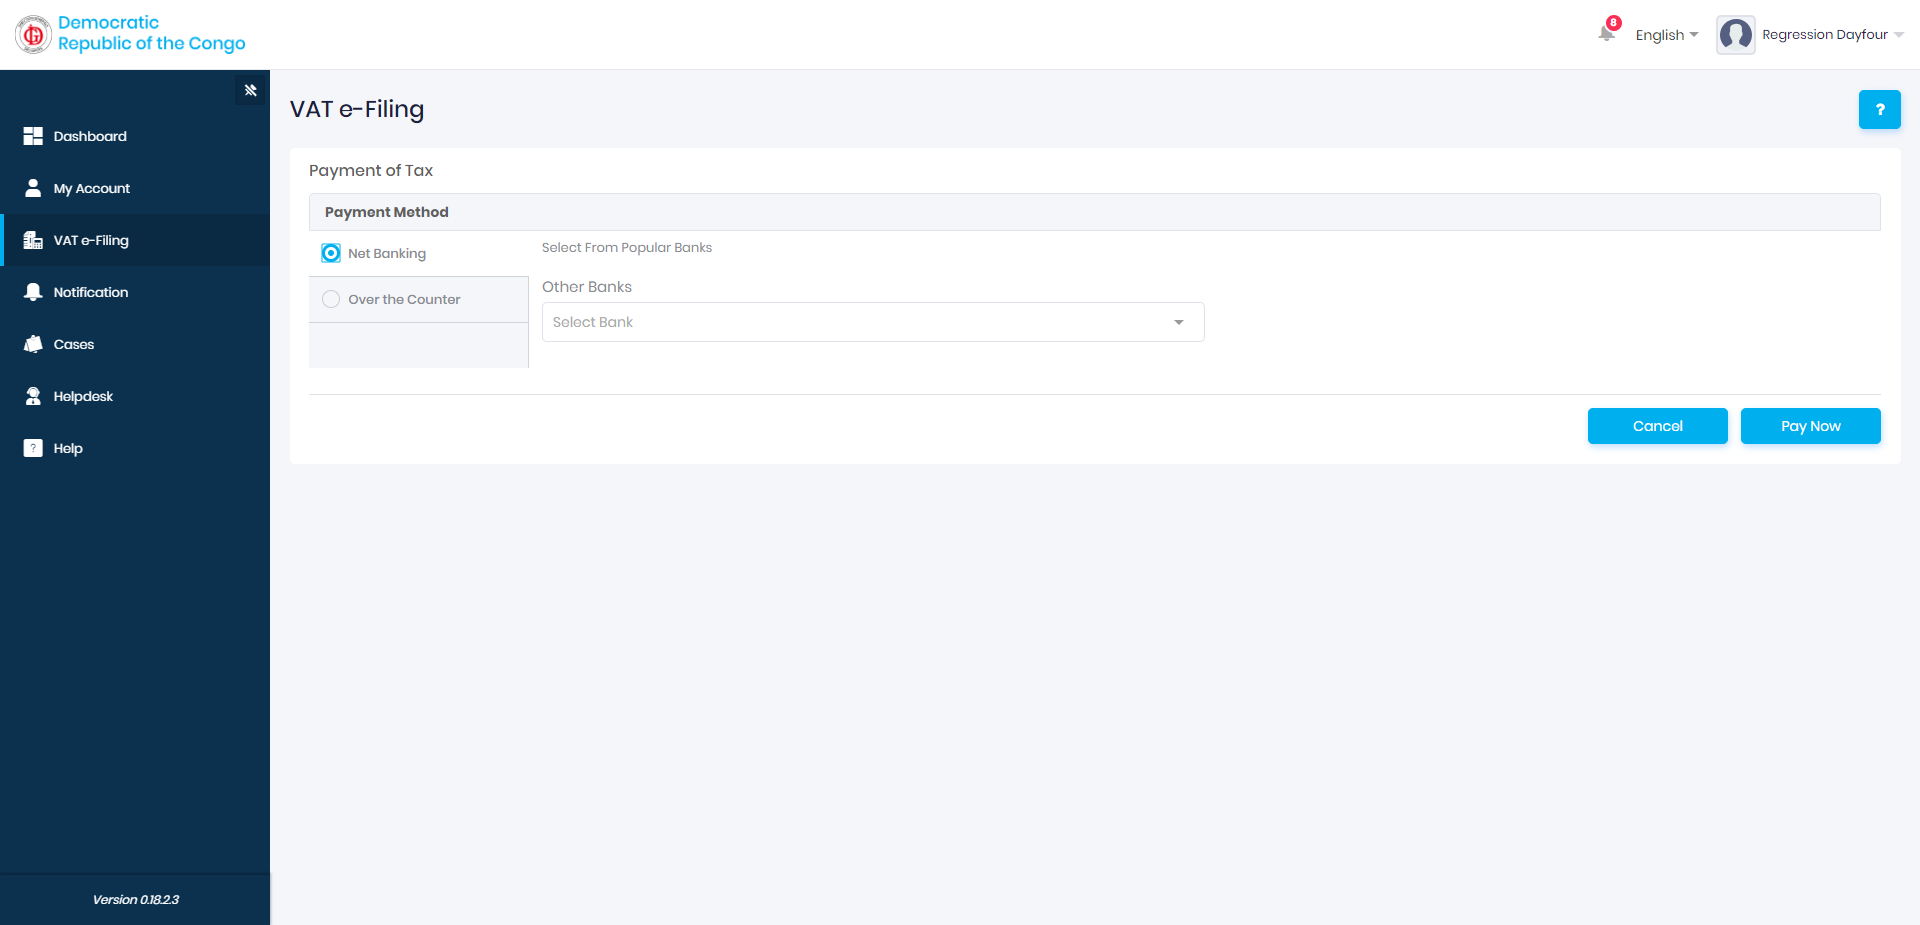 Democratic
Republic of the Congo
8
English
Regression Dayfour
Dashboard
My Account
VAT e-Filing
Notification
Cases
Helpdesk
?
Help
Version 0.18.2.3
VAT e-Filing
?
Payment of Tax
Payment Method
Net Banking
Over the Counter
Select From Popular Banks
Other Banks
Select Bank
Cancel
Pay Now